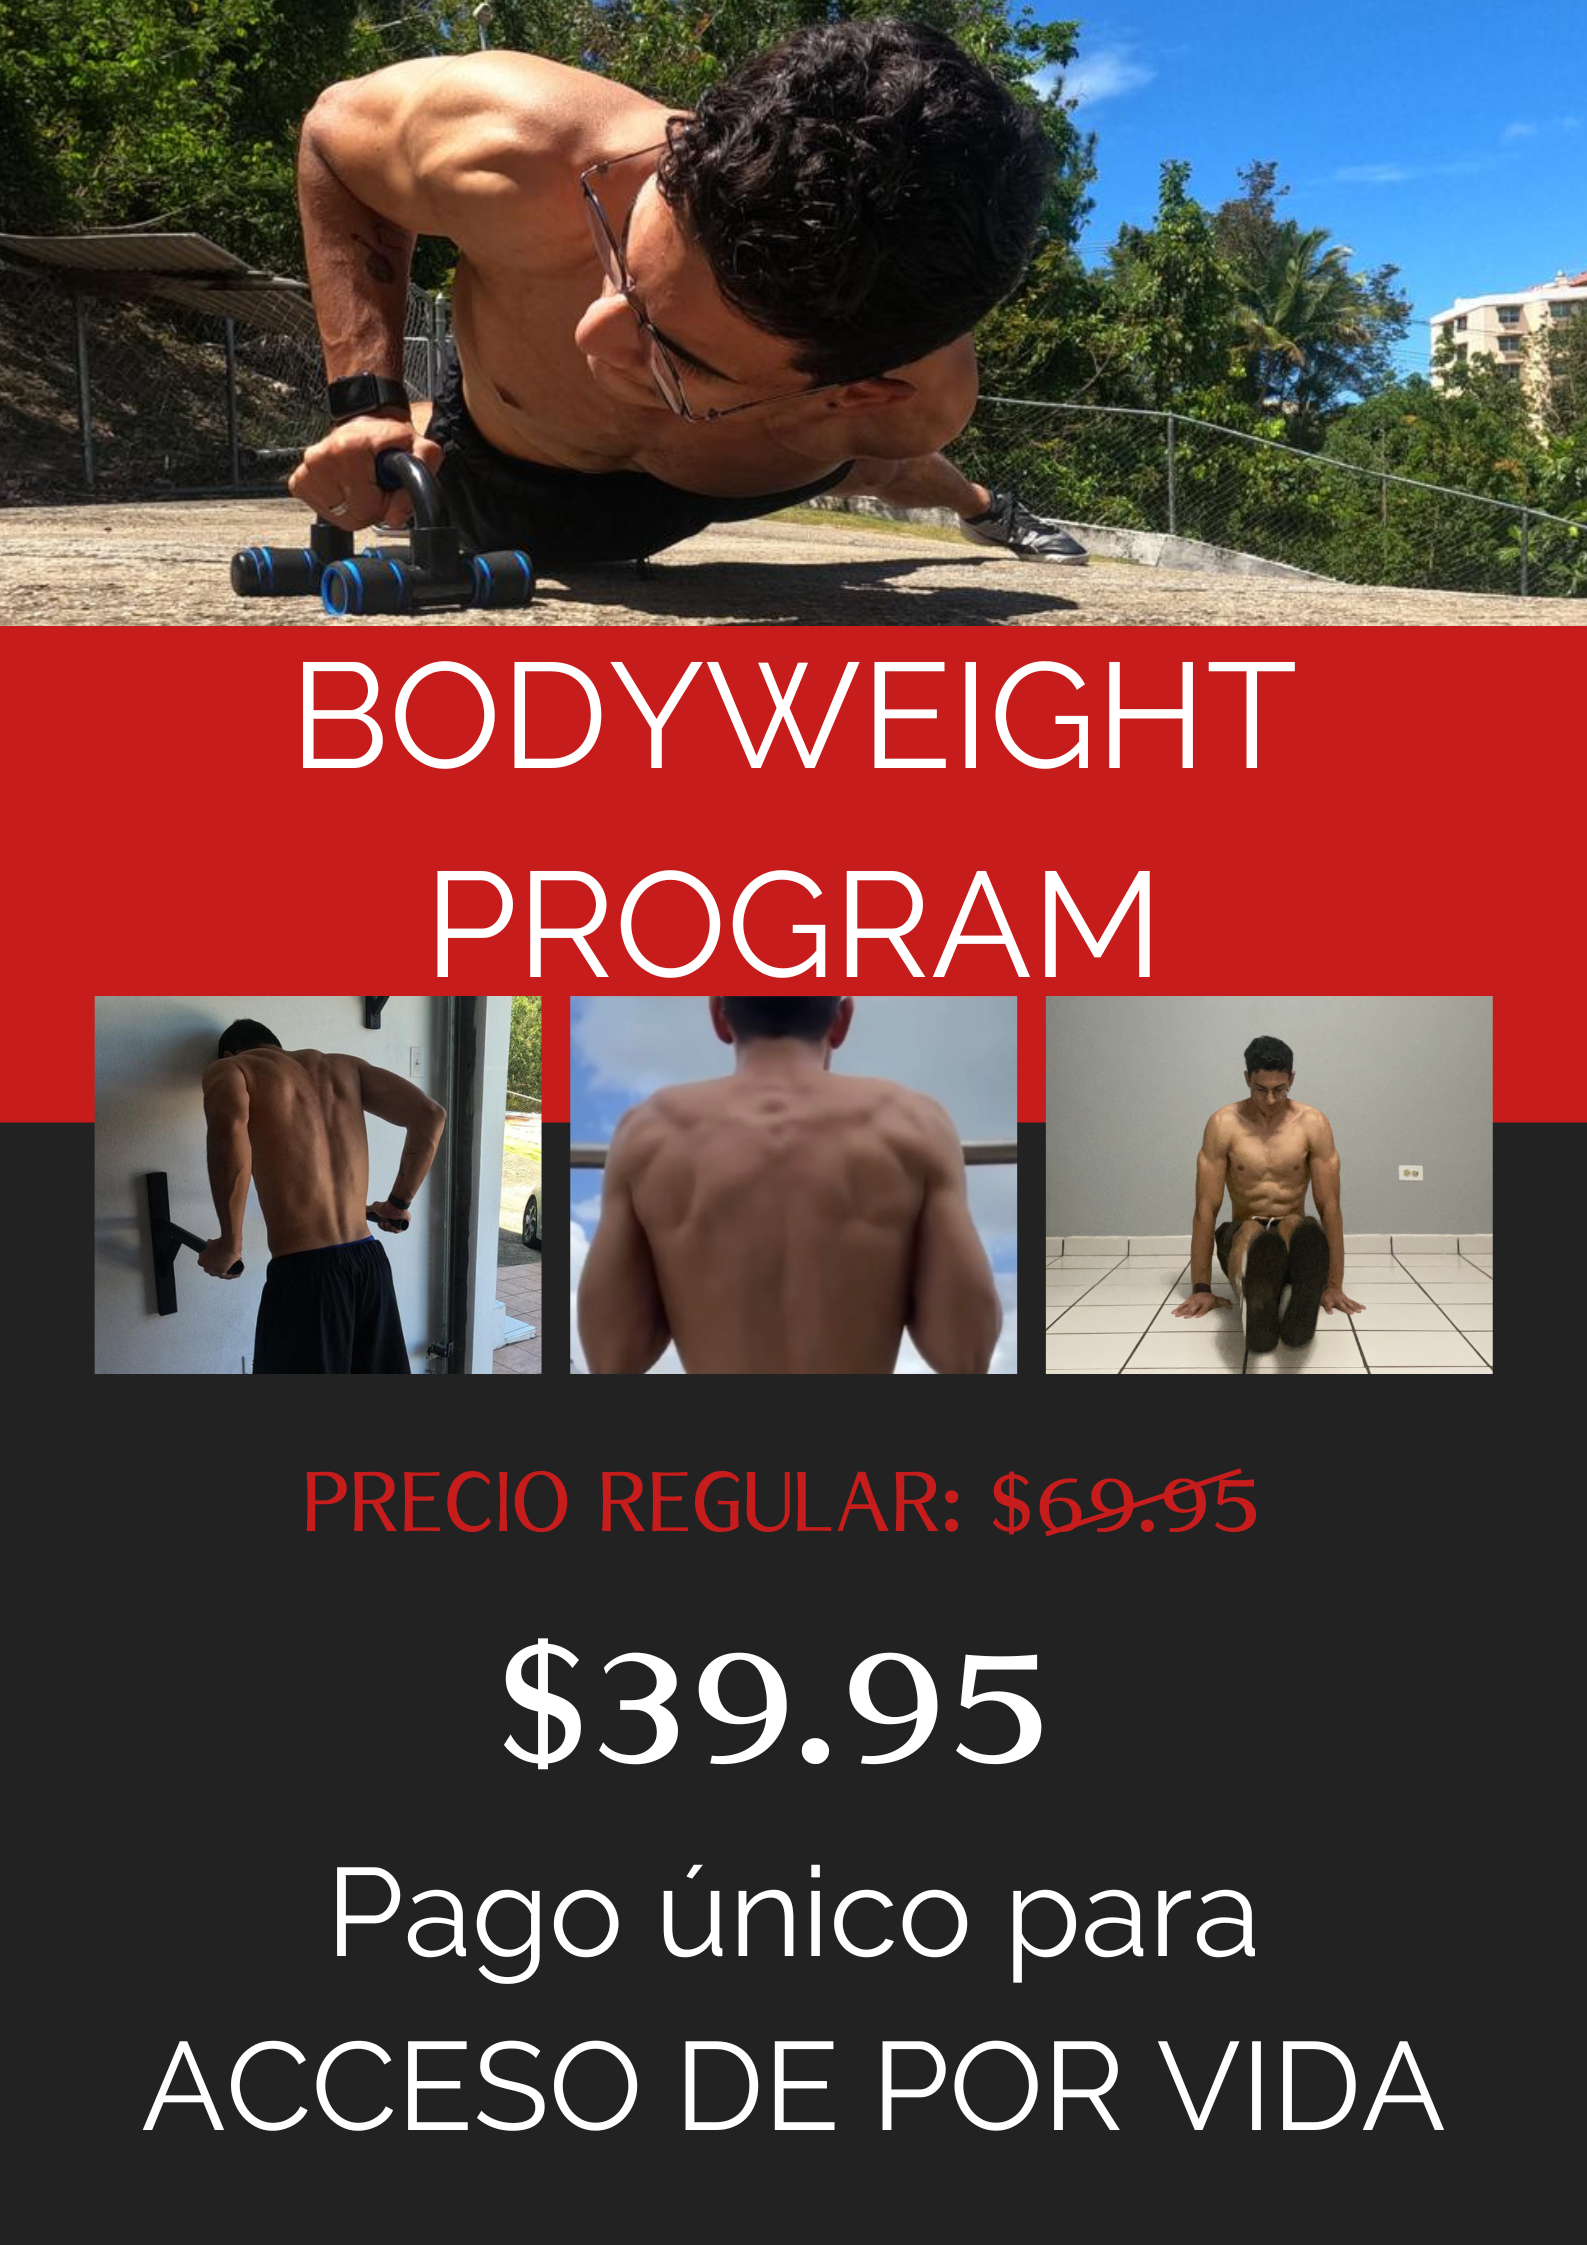 BODYWEIGHT
PROGRAM
PRECIO REGULAR: $69.95
$39.95
Pago único para
ACCESO DE POR VIDA